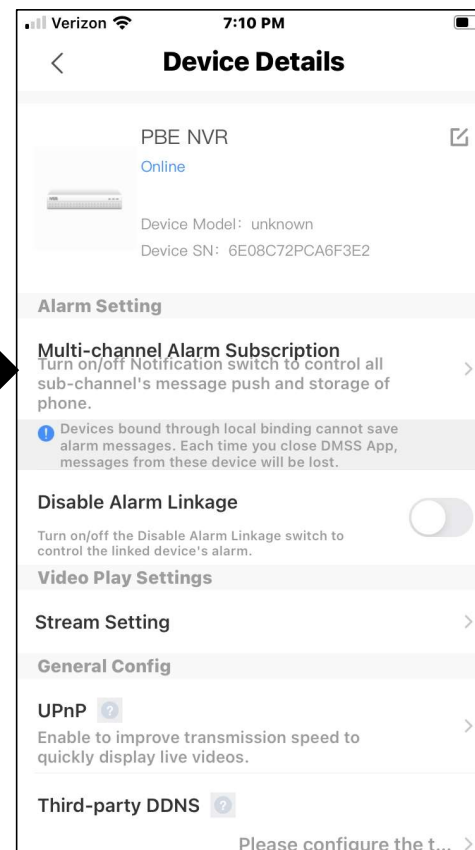 Verizon 7:10 PM
Device Details
PBE NVR
Online
Device Model: unknown
Device SN: 6E08C72PCA6F3E2
Alarm Setting
Multi-channel Alarm Subscription
Turn on/off Notification switch to control all
sub-channel's message push and storage of
phone.
Devices bound through local binding cannot save
alarm messages. Each time you close DMSS App,
messages from these device will be lost.
Disable Alarm Linkage
Turn on/off the Disable Alarm Linkage switch to
control the linked device's alarm.
Video Play Settings
Stream Setting
General Config
UPnP ?
Enable to improve transmission speed to
quickly display live videos.
Third-party DDNS ?
Please configure the t...